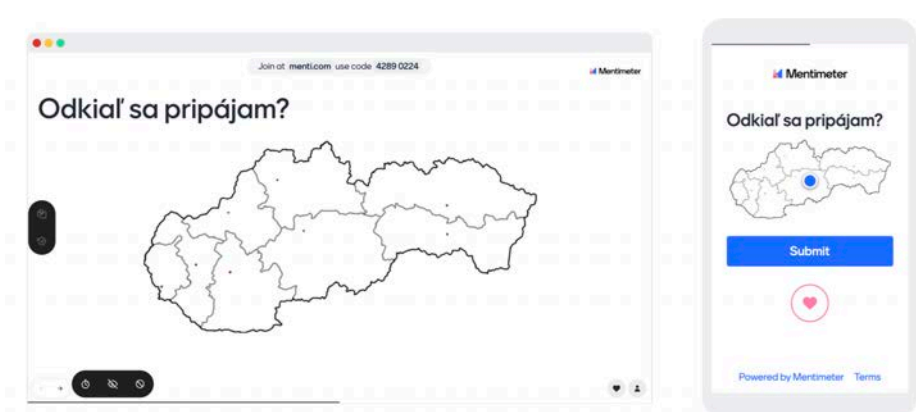 Join at menti.com use code 4289 0224
Mentimeter
Odkiaľ sa pripájam?
Mentimeter
Odkiaľ sa pripájam?
Submit
Powered by Mentimeter Terms